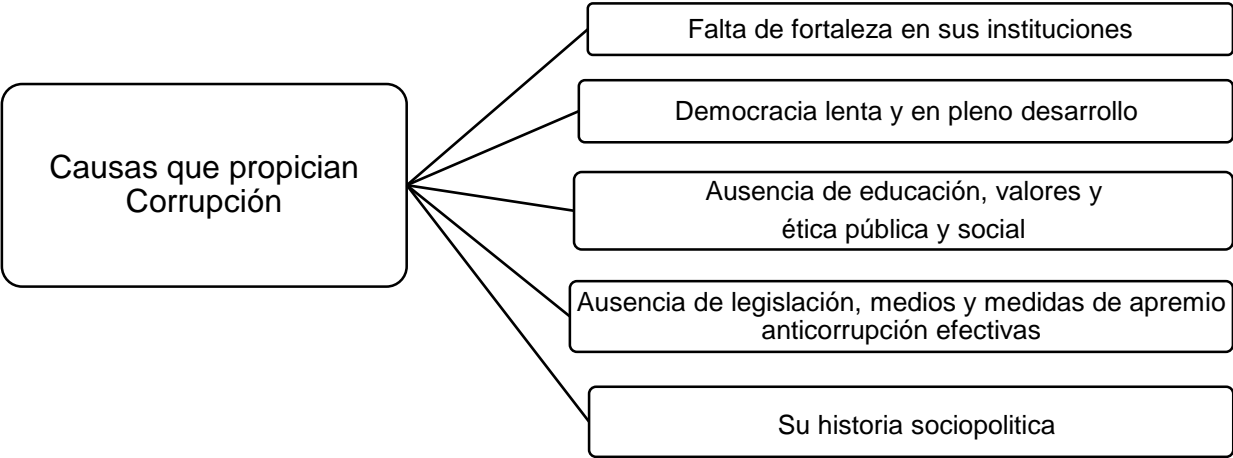 Causas que propician
Corrupción
Falta de fortaleza en sus instituciones
Democracia lenta y en pleno desarrollo
Ausencia de educación, valores y
ética pública y social
Ausencia de legislación, medios y medidas de apremio
anticorrupción efectivas
Su historia sociopolitica